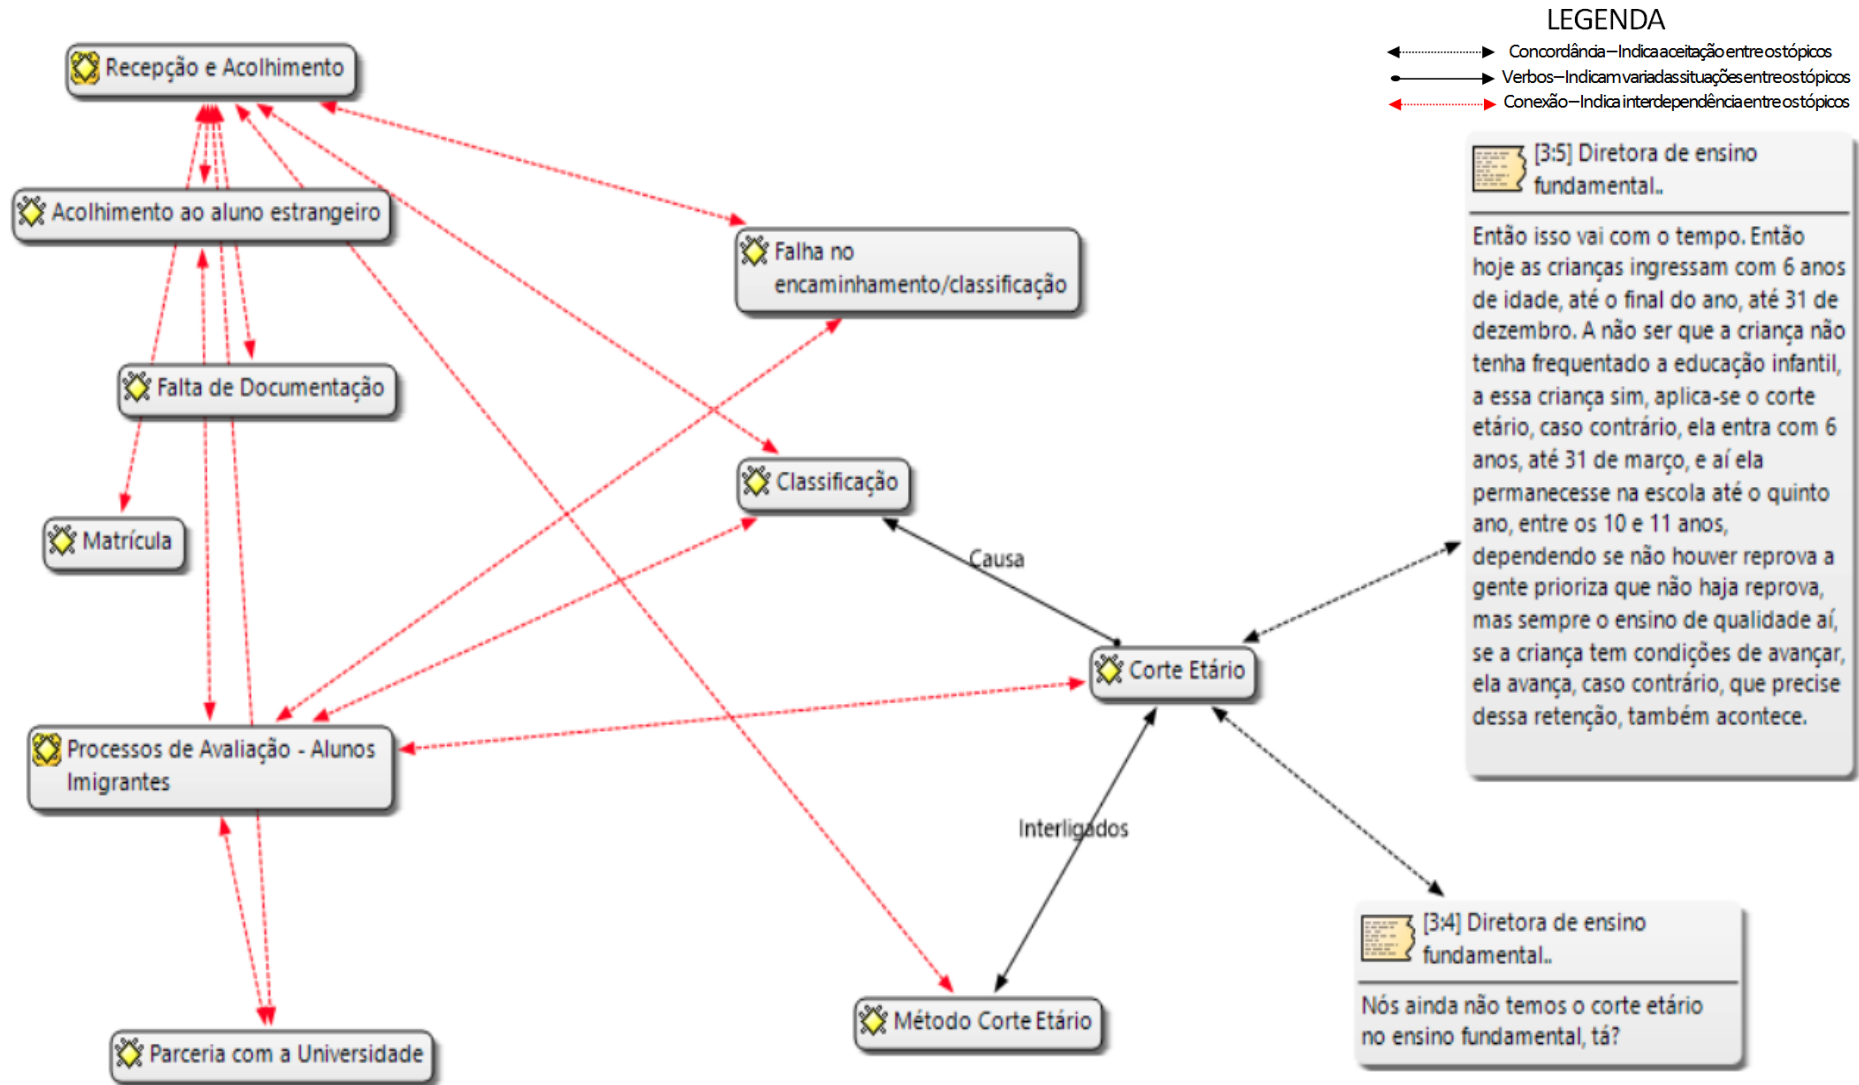 LEGENDA
Concordância – Indica aceitação entre os tópicos
Verbos – Indicam variadas situações entre os tópicos
Conexão – Indica interdependência entre os tópicos
Recepção e Acolhimento
Acolhimento ao aluno estrangeiro
Falha no
encaminhamento/classificação
Falta de Documentação
Classificação
Matrícula
Causa
Corte Etário
Processos de Avaliação - Alunos
Imigrantes
Interligados
Método Corte Etário
Parceria com a Universidade
[3:5] Diretora de ensino
fundamental..
Então isso vai com o tempo. Então
hoje as crianças ingressam com 6 anos
de idade, até o final do ano, até 31 de
dezembro. A não ser que a criança não
tenha frequentado a educação infantil,
a essa criança sim, aplica-se o corte
etário, caso contrário, ela entra com 6
anos, até 31 de março, e aí ela
permanecesse na escola até o quinto
ano, entre os 10 e 11 anos,
dependendo se não houver reprova a
gente prioriza que não haja reprova,
mas sempre o ensino de qualidade aí,
se a criança tem condições de avançar,
ela avança, caso contrário, que precise
dessa retenção, também acontece.
[3:4] Diretora de ensino
fundamental..
Nós ainda não temos o corte etário
no ensino fundamental, tá?